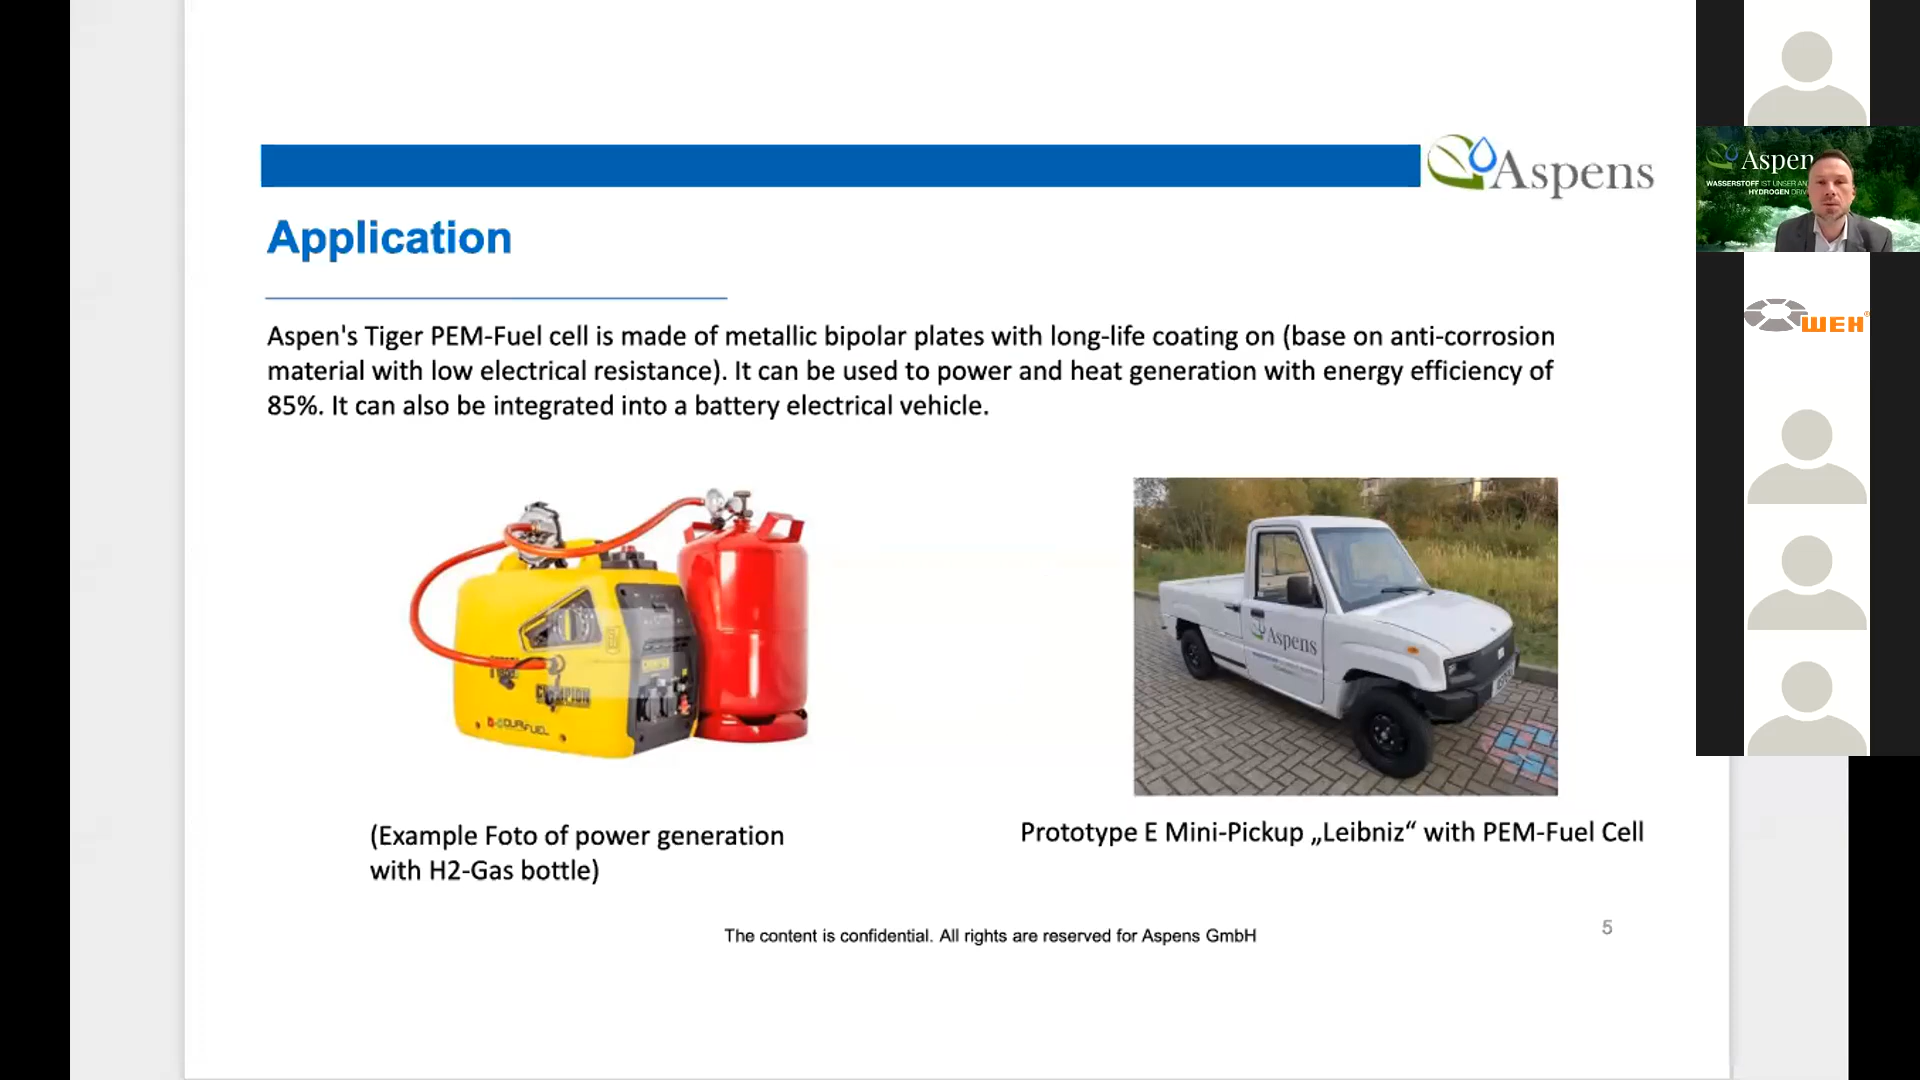 Aspens
Application
Aspen's Tiger PEM-Fuel cell is made of metallic bipolar plates with long-life coating on (base on anti-corrosion
material with low electrical resistance). It can be used to power and heat generation with energy efficiency of
85%. It can also be integrated into a battery electrical vehicle.
Aspens
(Example Foto of power generation
with H2-Gas bottle)
Prototype E Mini-Pickup „Leibniz“ with PEM-Fuel Cell
The content is confidential. All rights are reserved for Aspens GmbH
5
Aspen
WASSERSTOFF IST UNSER AN
HYDROGEN DRIV
WEH®